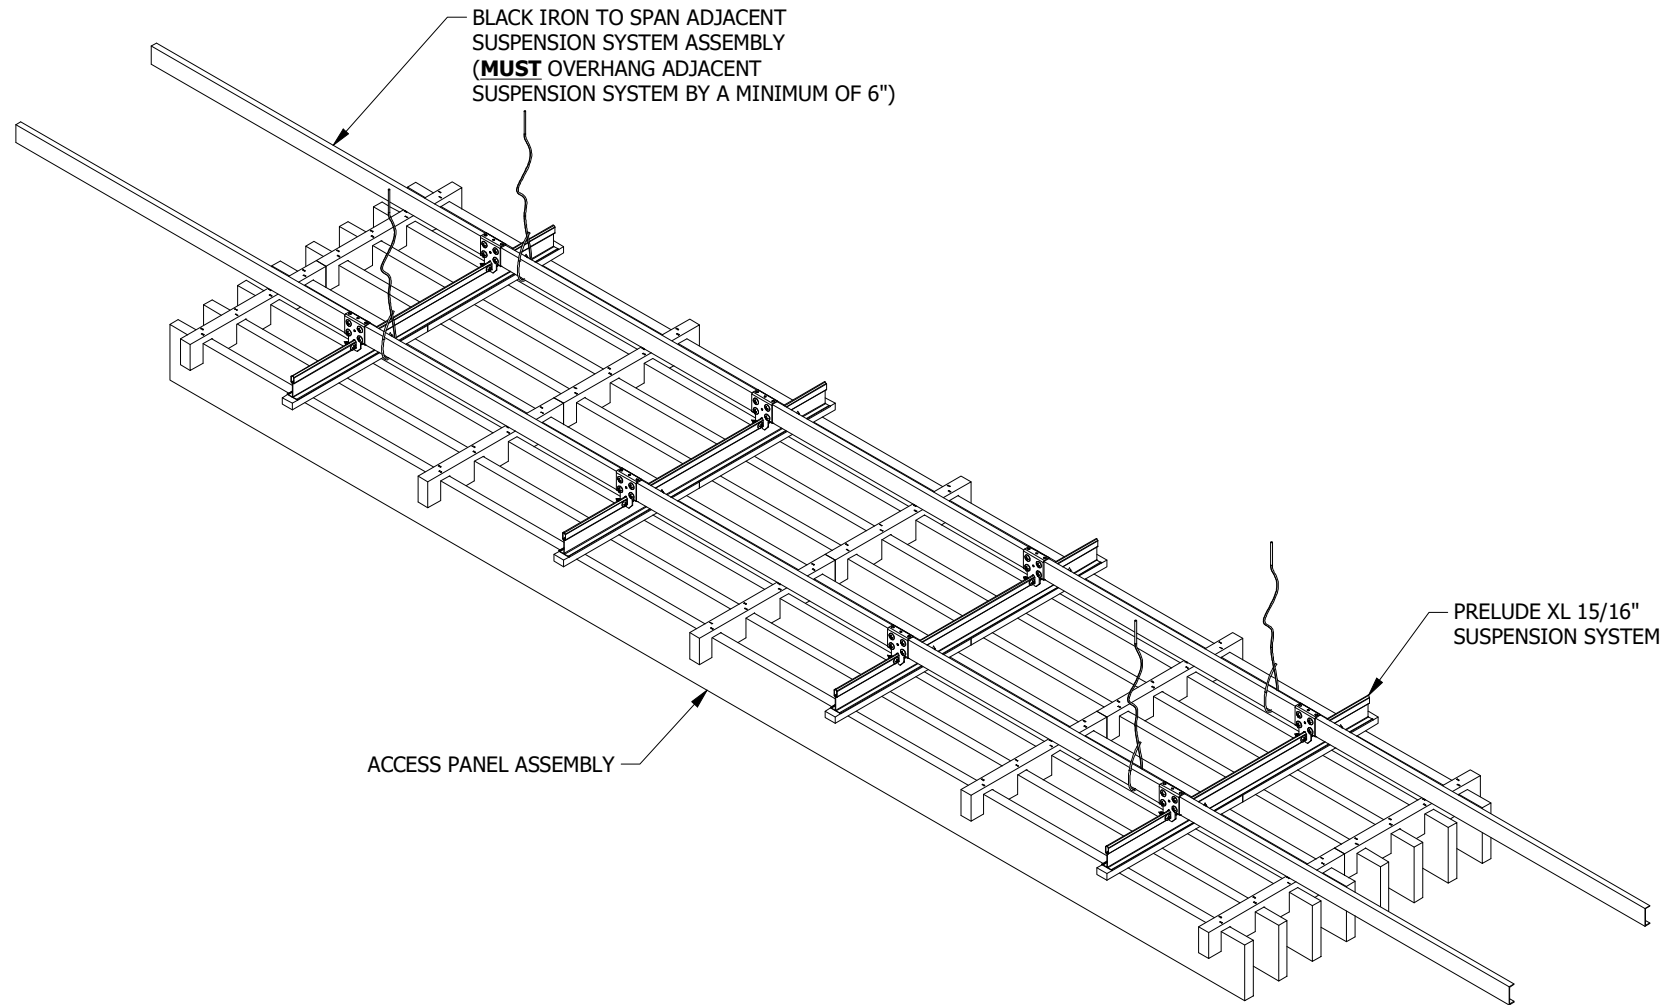 BLACK IRON TO SPAN ADJACENT
SUSPENSION SYSTEM ASSEMBLY
(MUST OVERHANG ADJACENT
SUSPENSION SYSTEM BY A MINIMUM OF 6")
PRELUDE XL 15/16"
SUSPENSION SYSTEM
ACCESS PANEL ASSEMBLY